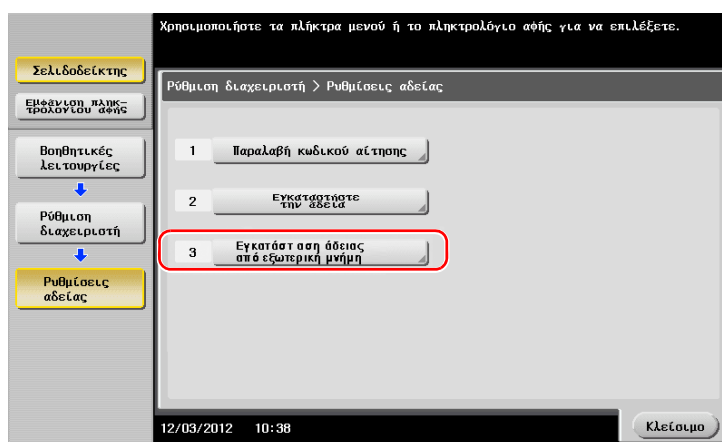 Χρησιμοποιήστε τα πλήκτρα μενού ή το πληκτρολόγιο αφής για να επιλέξετε.
Σελιδοδείκτης
Εμφάνιση πληκ-
τρολογίου αφής
Βοηθητικές
λειτουργίες
Ρύθμιση
διαχειριστή
Ρυθμίσεις
αδείας
Ρύθμιση διαχειριστή > Ρυθμίσεις αδείας
1 Παραλαβή κωδικού αίτησης
2 Εγκαταστήστε
την άδεια
3 Εγκατάστ αση άδειας
από εξωτερική μνήμη
12/03/2012 10:38
Κλείσιμο